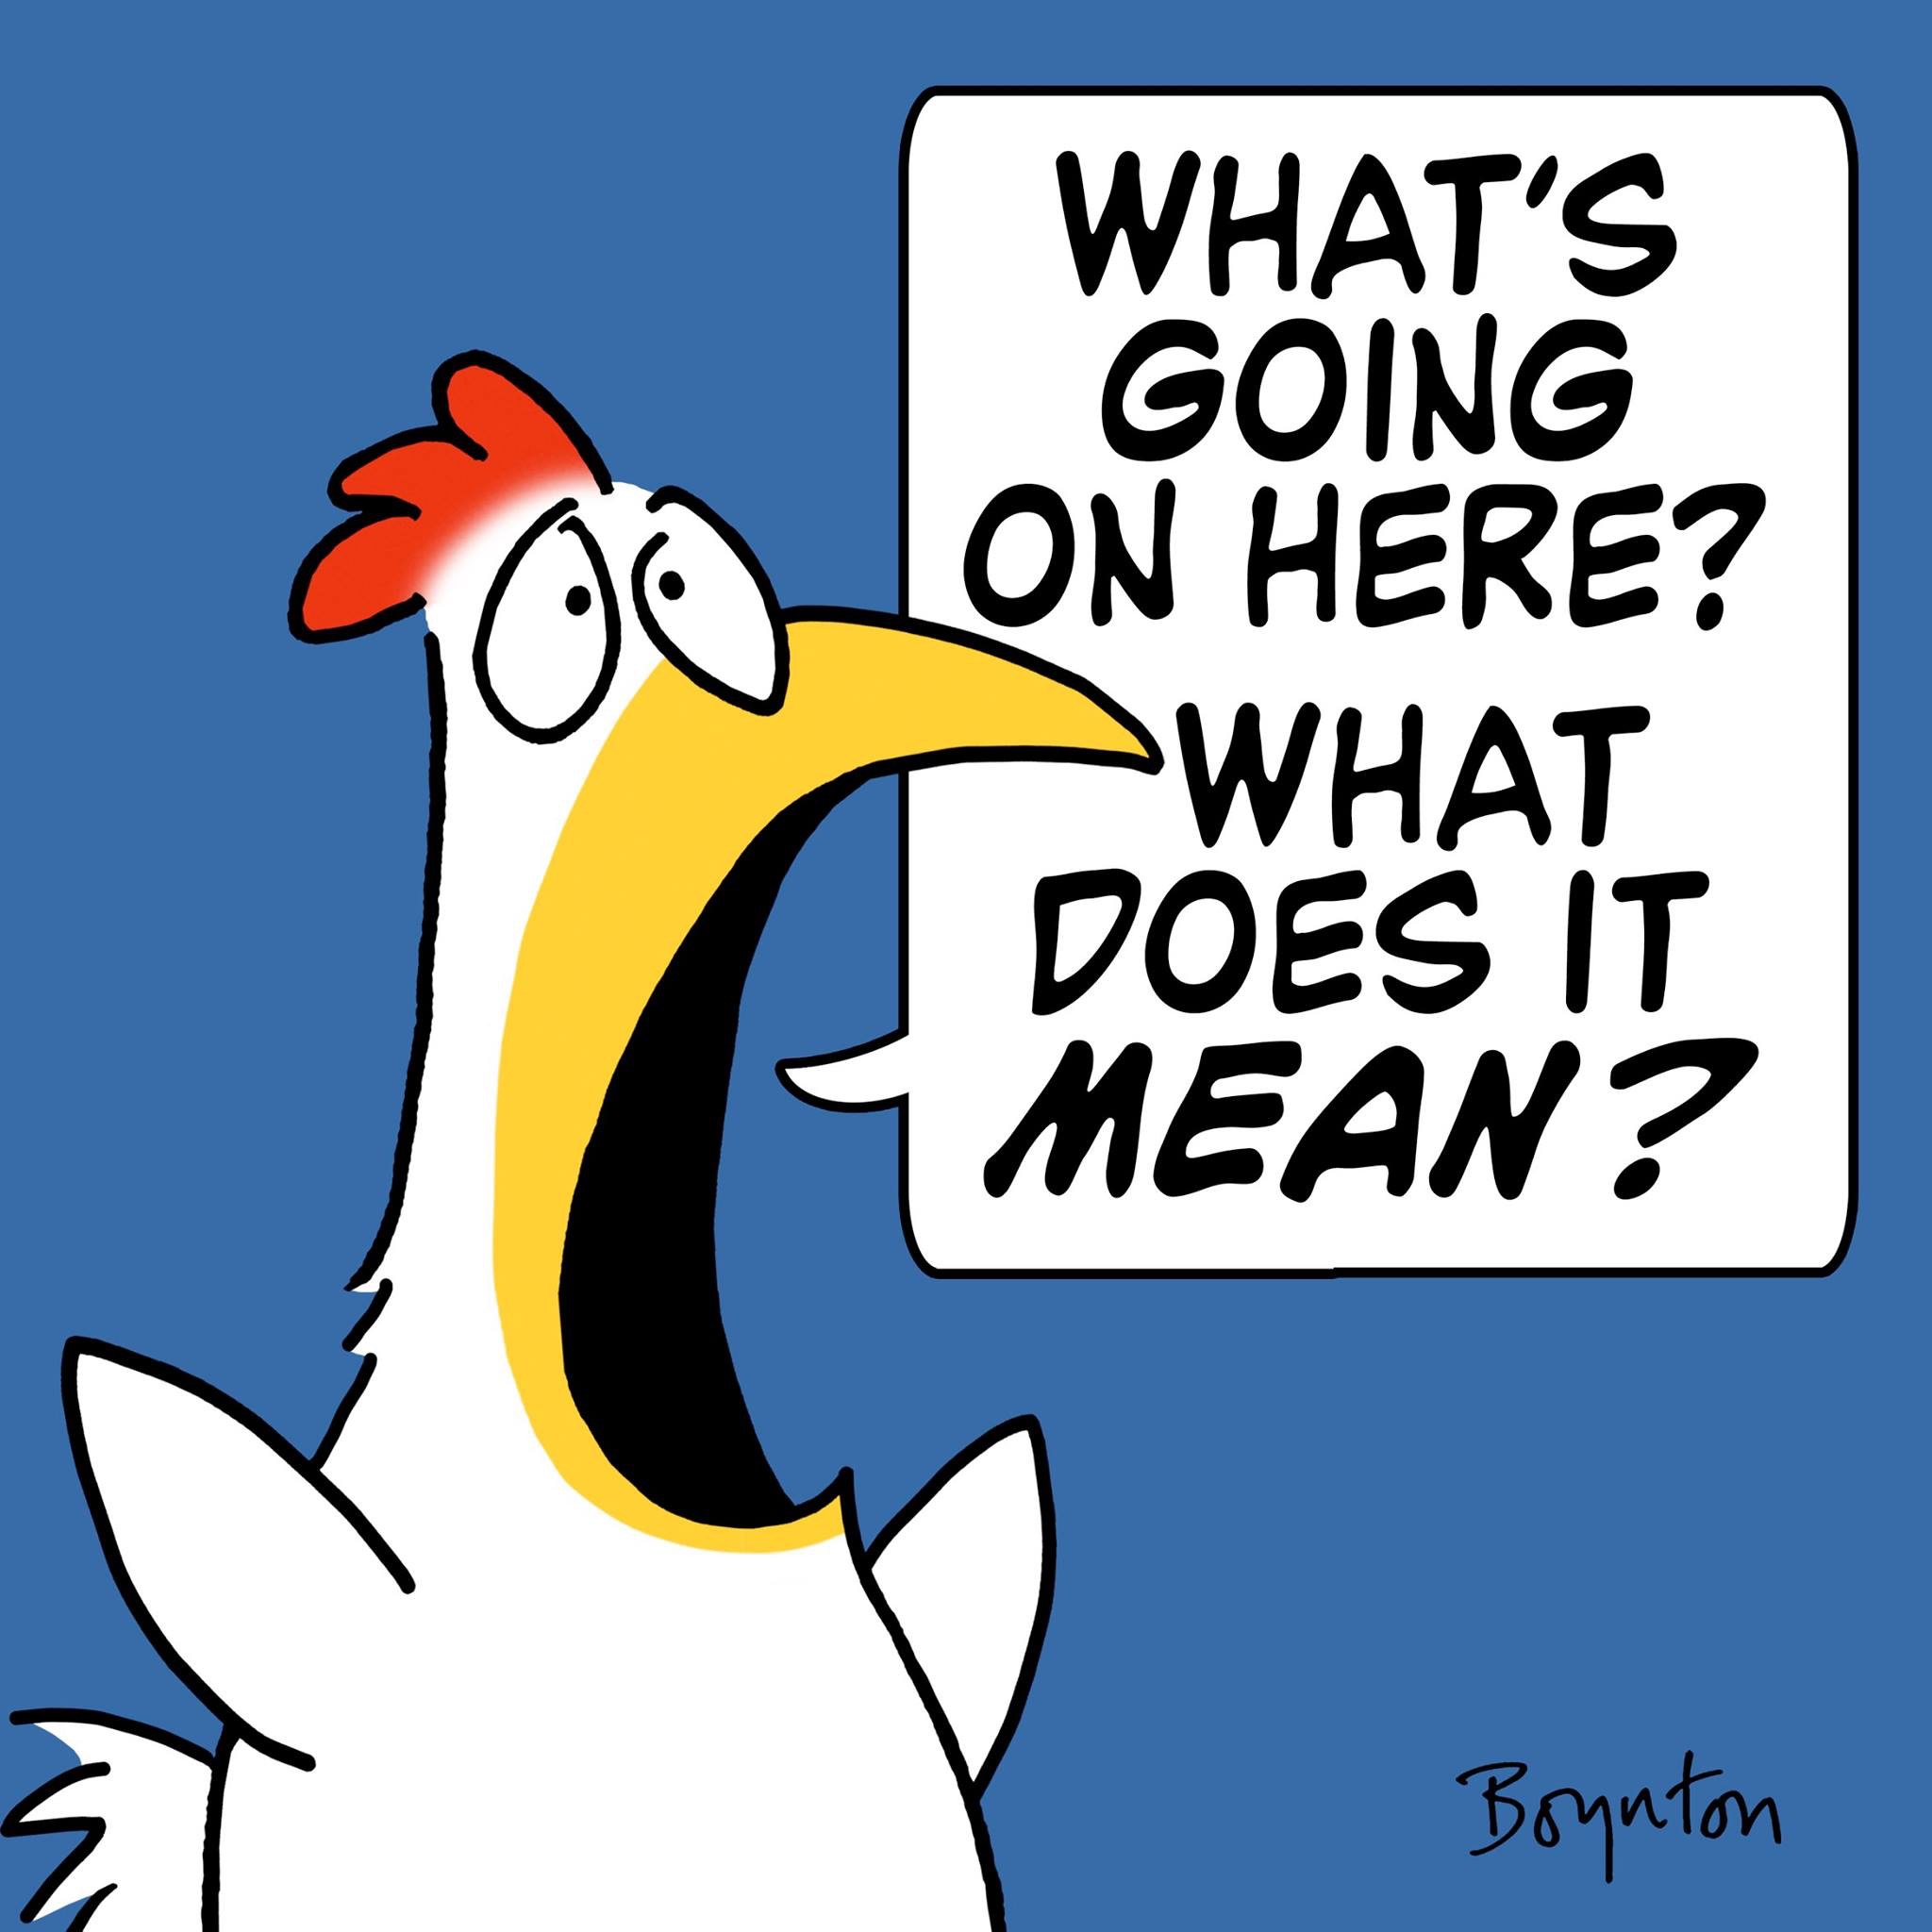 WHAT'S
GOING
ON HERE?
WHAT
DOES IT
MEAN?
Boynton